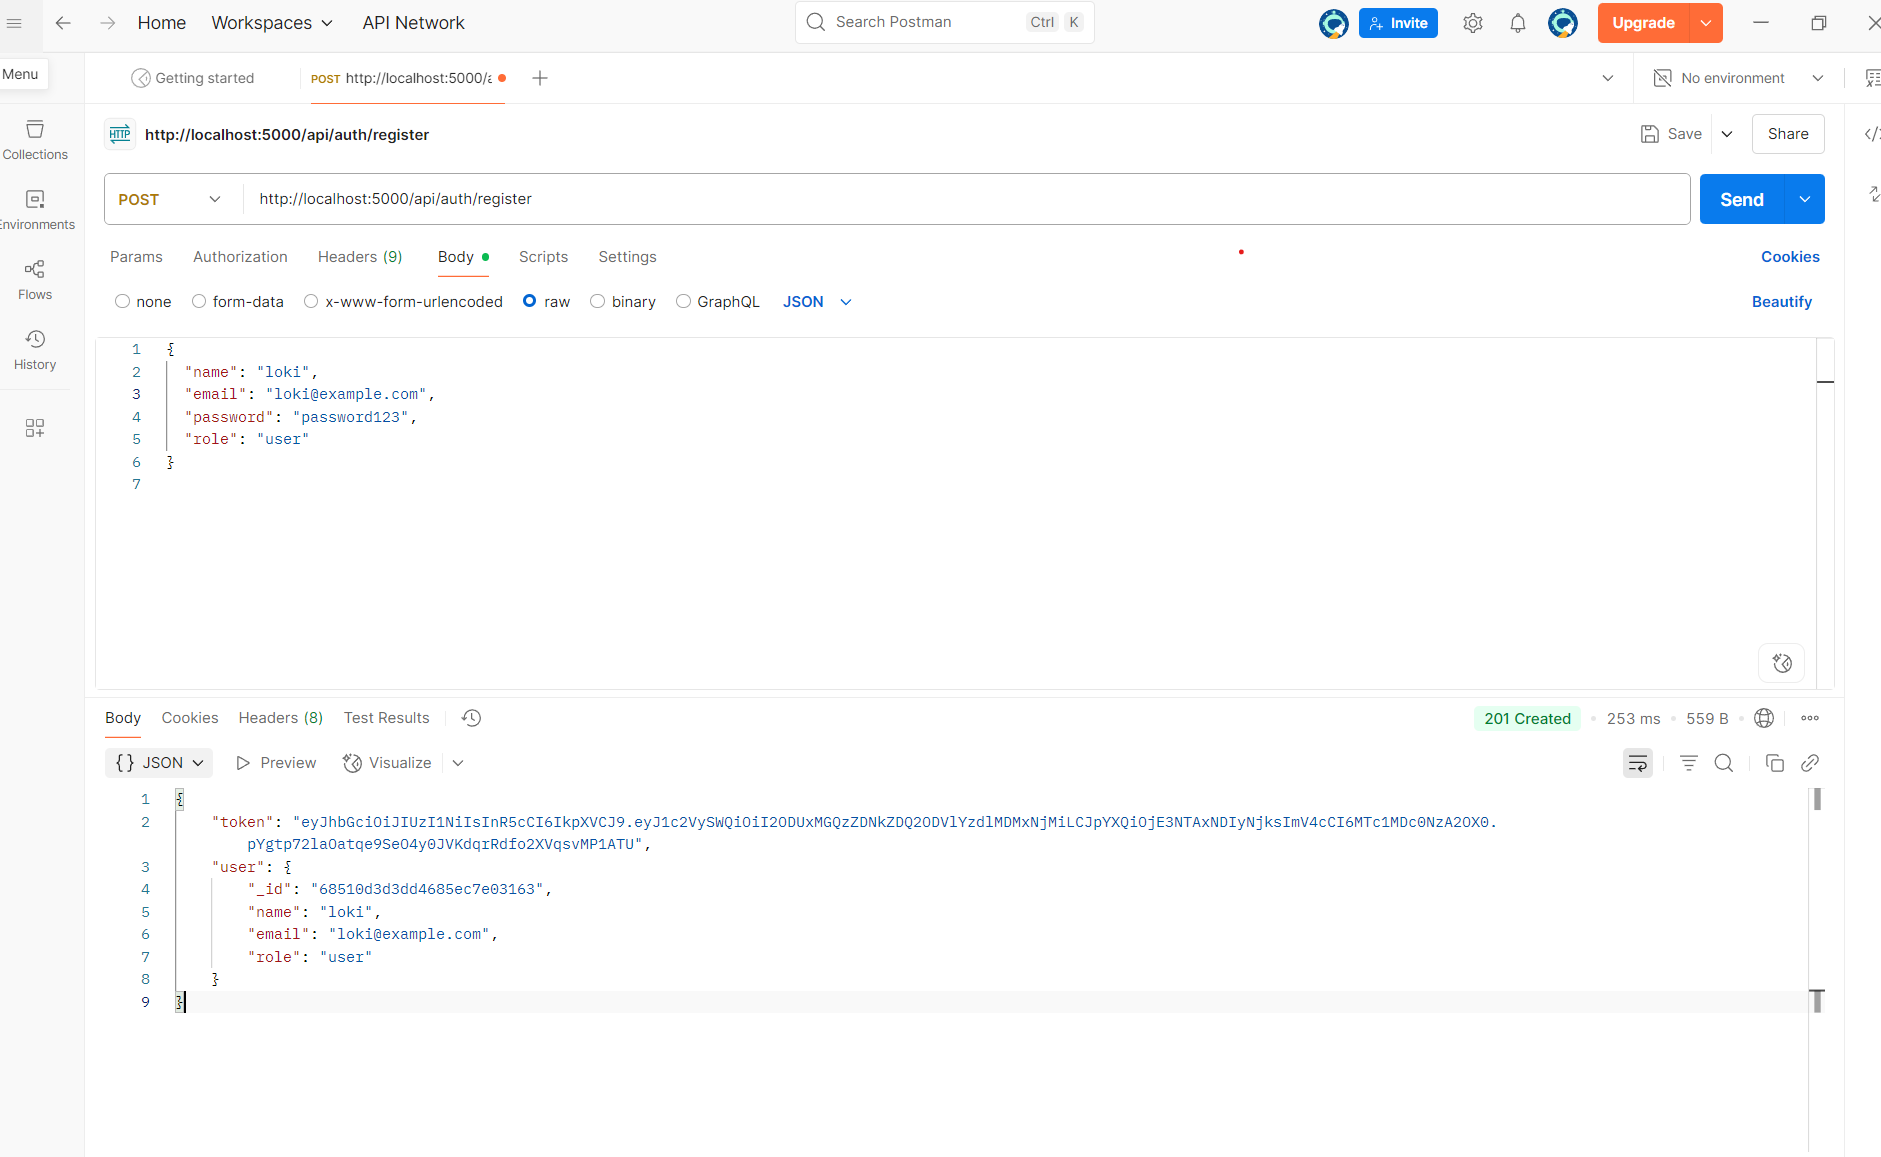 Home Workspaces API Network Search Postman Ctrl K Invite Upgrade
Menu
Getting started POST http://localhost:5000/a No environment
HTTP http://localhost:5000/api/auth/register Save Share
Collections
POST http://localhost:5000/api/auth/register Send
Environments
Params Authorization Headers (9) Body Scripts Settings Cookies
Flows
none form-data x-www-form-urlencoded raw binary GraphQL JSON Beautify
History
1 {
2 "name": "loki",
3 "email": "loki@example.com",
4 "password": "password123",
5 "role": "user"
6 }
7
Body Cookies Headers (8) Test Results 201 Created 253 ms 559 B
{} JSON Preview Visualize
1 {
2 "token": "eyJhbGciOiJIUzI1NiIsInR5cCI6IkpXVCJ9.eyJ1c2VySWQiOiI2ODUxMGQzZDNkZDQ2ODVlYzdlMDMxNjMiLCJpYXQiOjE3NTAxNDIyNjksImV4cCI6MTc1MDc0NzA2OX0.
pYgtp72laOatqe9SeO4y0JVKdqrRdfo2XVqsvMP1ATU",
3 "user": {
4 "_id": "68510d3d3dd4685ec7e03163",
5 "name": "loki",
6 "email": "loki@example.com",
7 "role": "user"
8 }
9 }